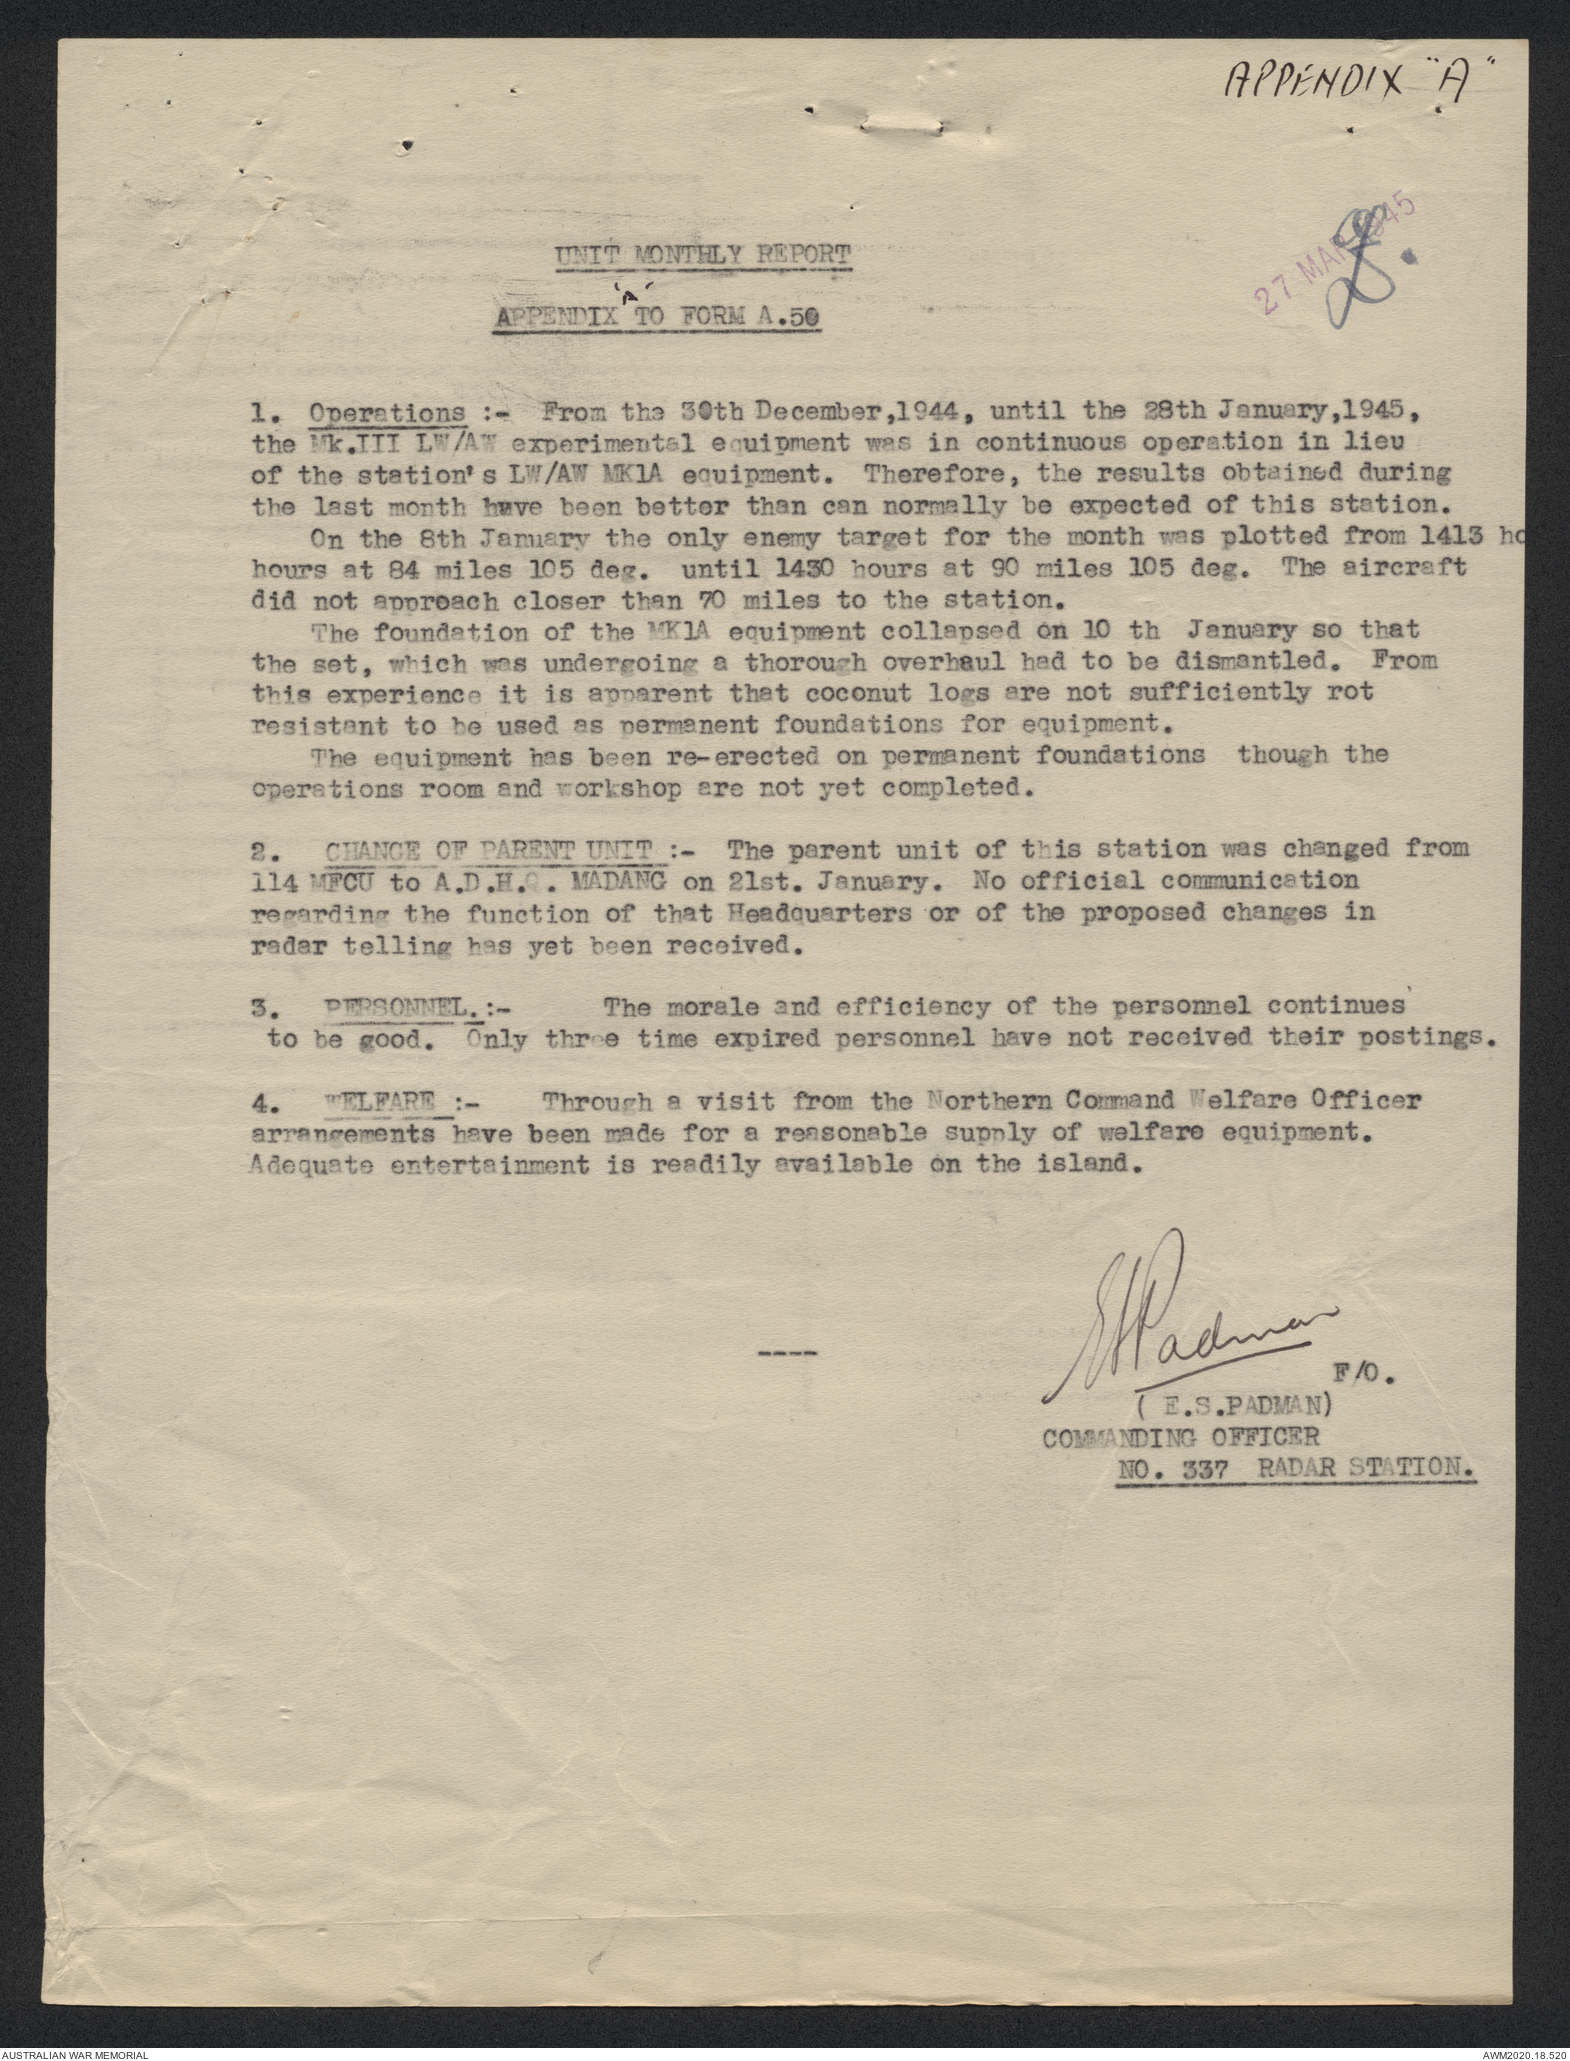 APPENDIX "A"
27 MAR 1945
UNIT MONTHLY REPORT
"A"
APPENDIX TO FORM A.50
1. Operations :- From the 30th December,1944, until the 28th January,1945,
the Mk.III LW/AW experimental equipment was in continuous operation in lieu
of the station's LW/AW MK1A equipment. Therefore, the results obtained during
the last month have been better than can normally be expected of this station.
On the 8th January the only enemy target for the month was plotted from 1413 ho
hours at 84 miles 105 deg. until 1430 hours at 90 miles 105 deg. The aircraft
did not approach closer than 70 miles to the station.
The foundation of the MK1A equipment collapsed on 10 th January so that
the set, which was undergoing a thorough overhaul had to be dismantled. From
this experience it is apparent that coconut logs are not sufficiently rot
resistant to be used as permanent foundations for equipment.
The equipment has been re-erected on permanent foundations though the
operations room and workshop are not yet completed.
2. CHANGE OF PARENT UNIT :- The parent unit of this station was changed from
114 MFCU to A.D.H.Q. MADANG on 21st. January. No official communication
regarding the function of that Headquarters or of the proposed changes in
radar telling has yet been received.
3. PERSONNEL.:- The morale and efficiency of the personnel continues
to be good. Only three time expired personnel have not received their postings.
4. WELFARE :- Through a visit from the Northern Command Welfare Officer
arrangements have been made for a reasonable supply of welfare equipment.
Adequate entertainment is readily available on the island.
----
ESPadman
F/O.
( E.S.PADMAN)
COMMANDING OFFICER
NO. 337 RADAR STATION.
AUSTRALIAN WAR MEMORIAL
AWM2020.18.520